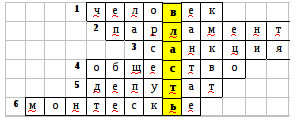 1 человек
2 парламент
3 санкция
4 общество
5 депутат
6 монтескье